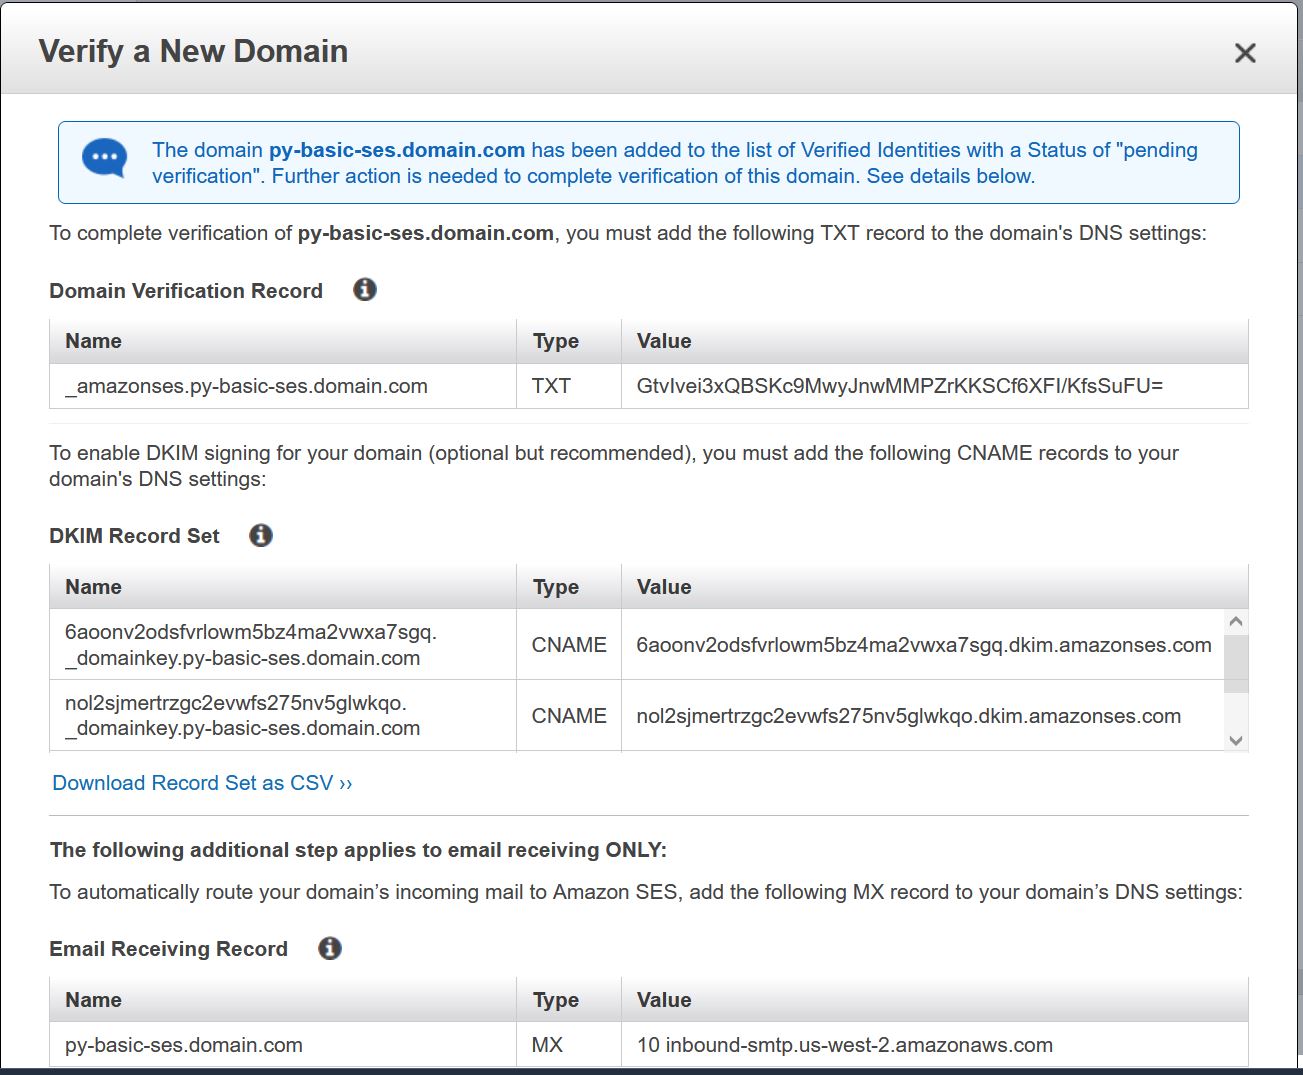 Verify a New Domain
The domain py-basic-ses.domain.com has been added to the list of Verified Identities with a Status of "pending
verification". Further action is needed to complete verification of this domain. See details below.
To complete verification of py-basic-ses.domain.com, you must add the following TXT record to the domain's DNS settings:
Domain Verification Record
Name Type Value
_amazonses.py-basic-ses.domain.com TXT GtvIvei3xQBSKc9MwyJnwMMPZrKKSCf6XFI/KfsSuFU=
To enable DKIM signing for your domain (optional but recommended), you must add the following CNAME records to your
domain's DNS settings:
DKIM Record Set
Name Type Value
6aoonv2odsfvrlowm5bz4ma2vwxa7sgq.
_domainkey.py-basic-ses.domain.com CNAME 6aoonv2odsfvrlowm5bz4ma2vwxa7sgq.dkim.amazonses.com
nol2sjmertrzgc2evwfs275nv5glwkqo.
_domainkey.py-basic-ses.domain.com CNAME nol2sjmertrzgc2evwfs275nv5glwkqo.dkim.amazonses.com
Download Record Set as CSV ››
The following additional step applies to email receiving ONLY:
To automatically route your domain’s incoming mail to Amazon SES, add the following MX record to your domain’s DNS settings:
Email Receiving Record
Name Type Value
py-basic-ses.domain.com MX 10 inbound-smtp.us-west-2.amazonaws.com